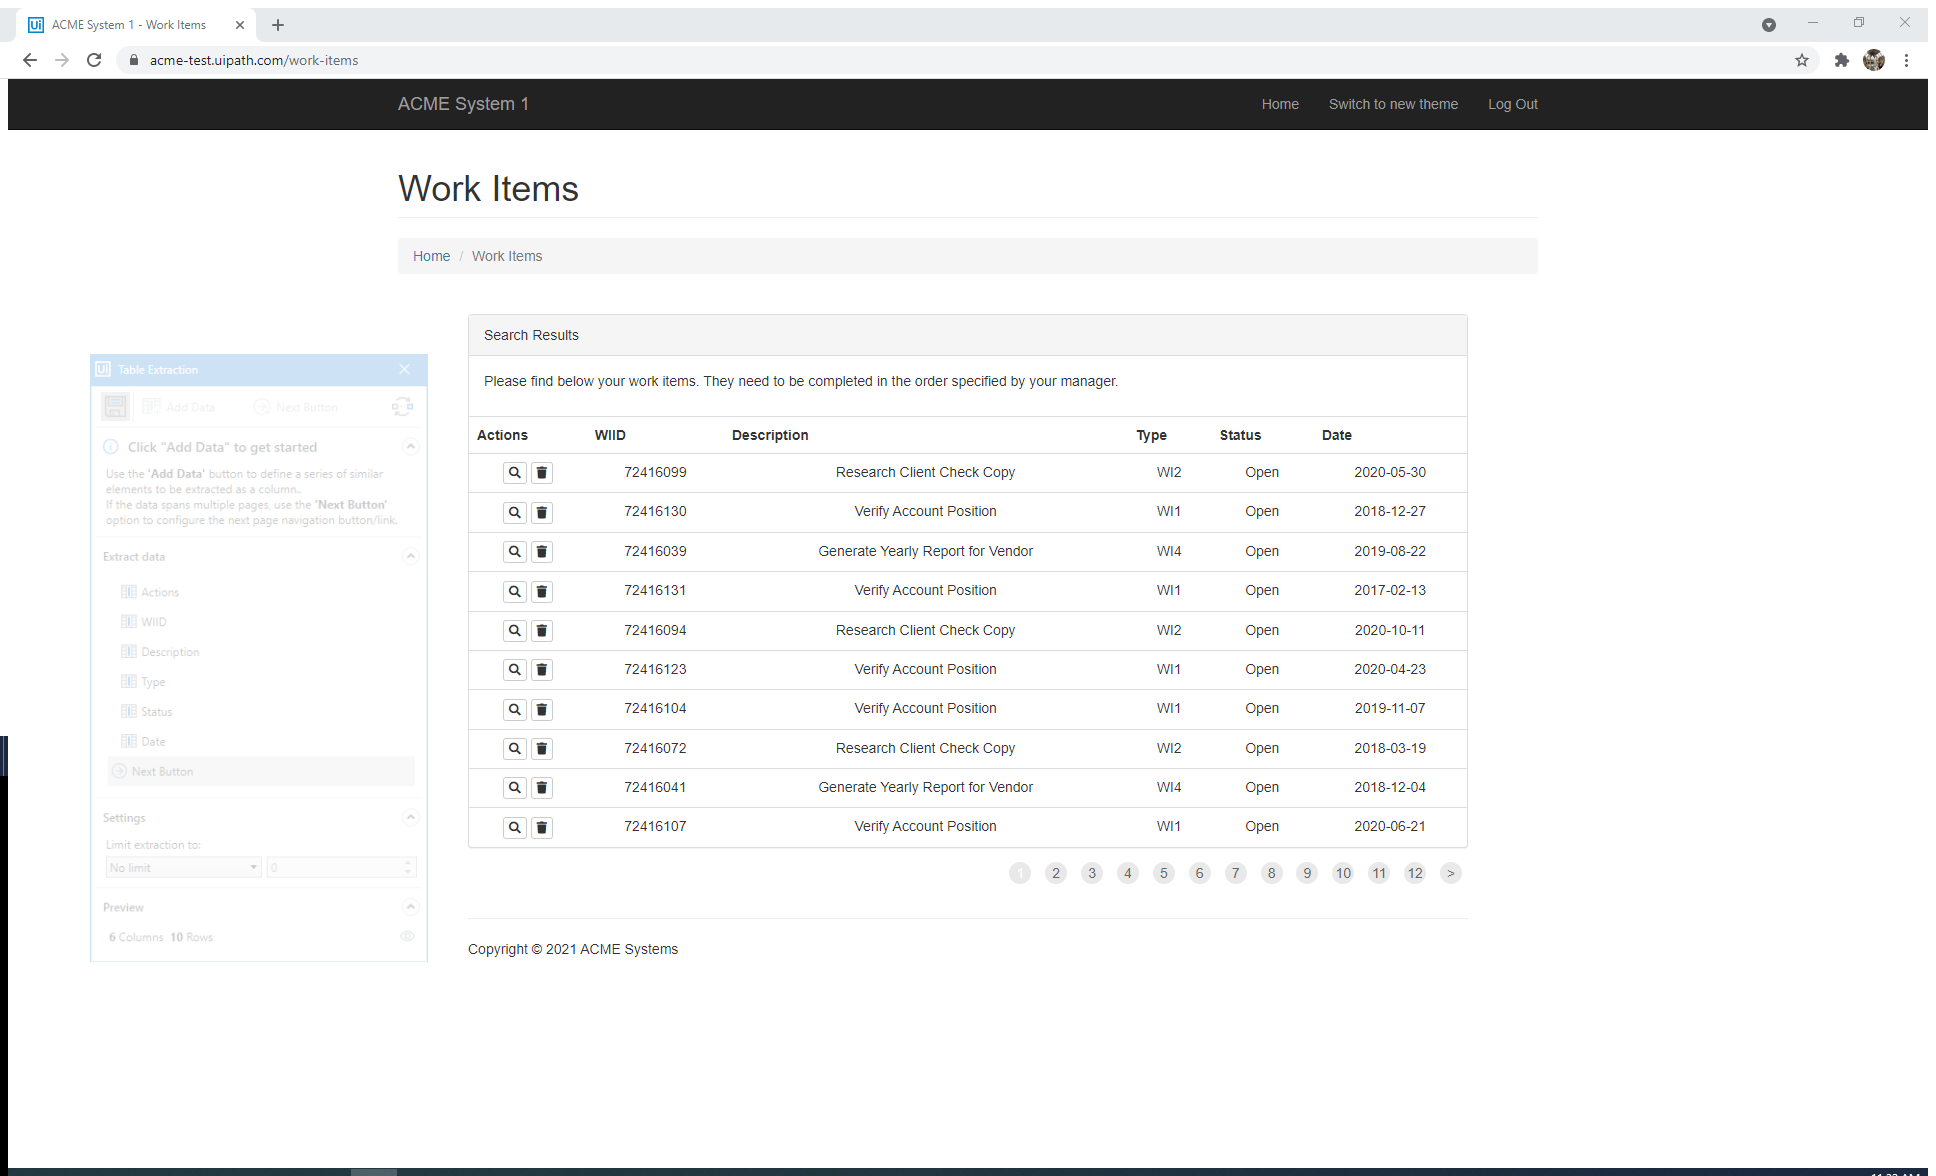 ACME System 1 - Work Items
acme-test.uipath.com/work-items
ACME System 1 Home Switch to new theme Log Out
Work Items
Home / Work Items
Search Results
Please find below your work items. They need to be completed in the order specified by your manager.
Actions WIID Description Type Status Date
72416099 Research Client Check Copy WI2 Open 2020-05-30
72416130 Verify Account Position WI1 Open 2018-12-27
72416039 Generate Yearly Report for Vendor WI4 Open 2019-08-22
72416131 Verify Account Position WI1 Open 2017-02-13
72416094 Research Client Check Copy WI2 Open 2020-10-11
72416123 Verify Account Position WI1 Open 2020-04-23
72416104 Verify Account Position WI1 Open 2019-11-07
72416072 Research Client Check Copy WI2 Open 2018-03-19
72416041 Generate Yearly Report for Vendor WI4 Open 2018-12-04
72416107 Verify Account Position WI1 Open 2020-06-21
1 2 3 4 5 6 7 8 9 10 11 12 >
Copyright © 2021 ACME Systems
Ui Table Extraction
Add Data Next Button
Click "Add Data" to get started
Use the 'Add Data' button to define a series of similar
elements to be extracted as a column..
If the data spans multiple pages, use the 'Next Button'
option to configure the next page navigation button/link.
Extract data
Actions
WIID
Description
Type
Status
Date
Next Button
Settings
Limit extraction to:
No limit 0
Preview
6 Columns 10 Rows